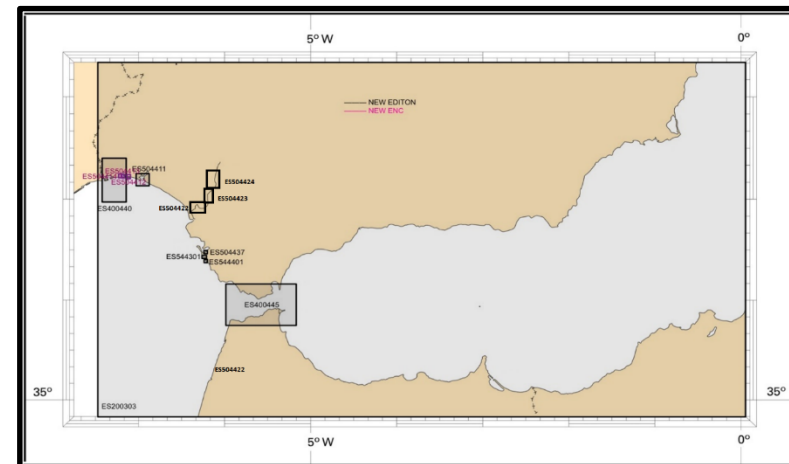 5° W
0°
NEW EDITON
NEW ENC
ES504411
ES504424
ES504423
ES504422
ES400440
ES504437
ES544301
ES544401
ES400445
ES504422
35°
35°
ES200303
5° W
0°